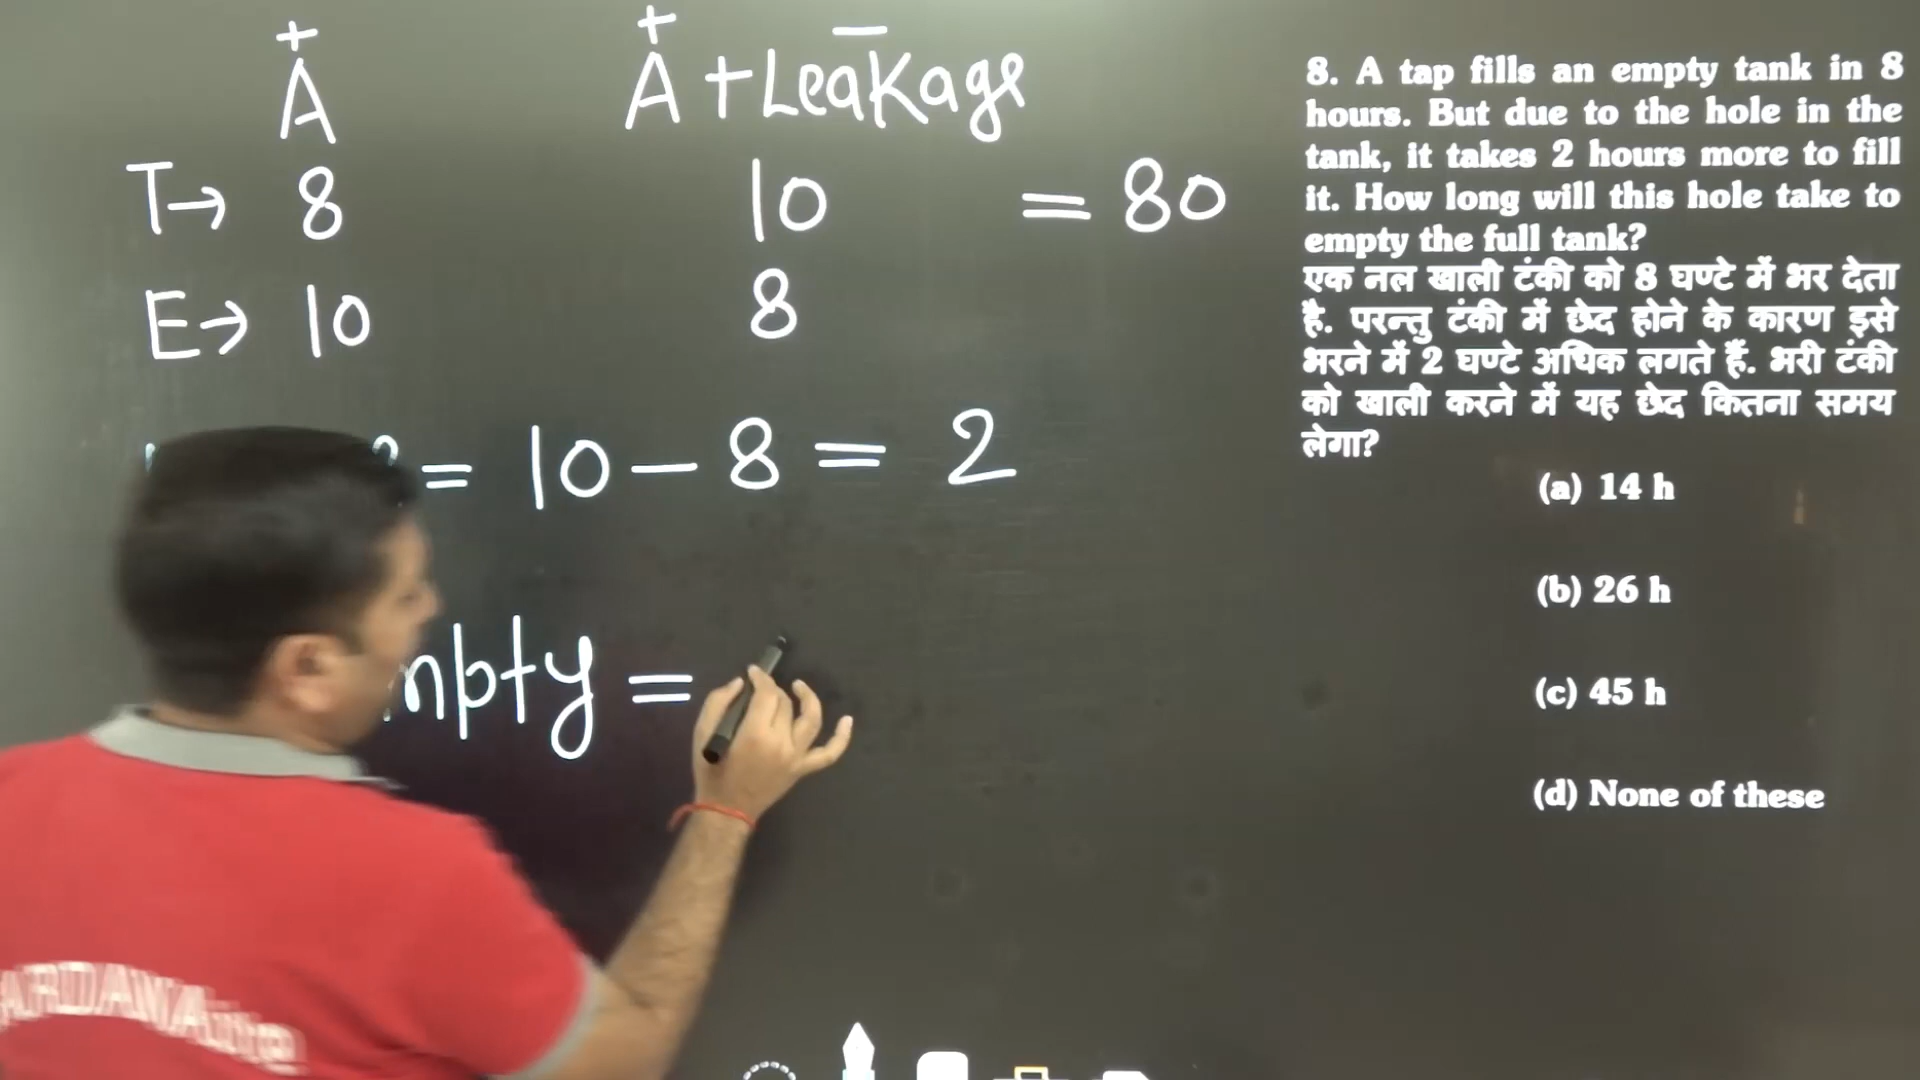 + + −
A A + Leakage
T→ 8 10 = 80
E→ 10 8
= 10 − 8 = 2
mpty =
8. A tap fills an empty tank in 8
hours. But due to the hole in the
tank, it takes 2 hours more to fill
it. How long will this hole take to
empty the full tank?
एक नल खाली टंकी को 8 घण्टे में भर देता
है. परन्तु टंकी में छेद होने के कारण इसे
भरने में 2 घण्टे अधिक लगते हैं. भरी टंकी
को खाली करने में यह छेद कितना समय
लेगा?
(a) 14 h
(b) 26 h
(c) 45 h
(d) None of these